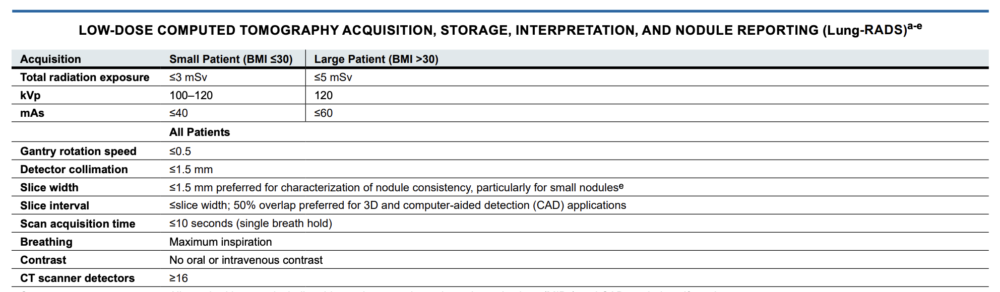 LOW-DOSE COMPUTED TOMOGRAPHY ACQUISITION, STORAGE, INTERPRETATION, AND NODULE REPORTING (Lung-RADS)a-e
Acquisition Small Patient (BMI ≤30) Large Patient (BMI >30)
Total radiation exposure ≤3 mSv ≤5 mSv
kVp 100–120 120
mAs ≤40 ≤60
All Patients
Gantry rotation speed ≤0.5
Detector collimation ≤1.5 mm
Slice width ≤1.5 mm preferred for characterization of nodule consistency, particularly for small nodulese
Slice interval ≤slice width; 50% overlap preferred for 3D and computer-aided detection (CAD) applications
Scan acquisition time ≤10 seconds (single breath hold)
Breathing Maximum inspiration
Contrast No oral or intravenous contrast
CT scanner detectors ≥16